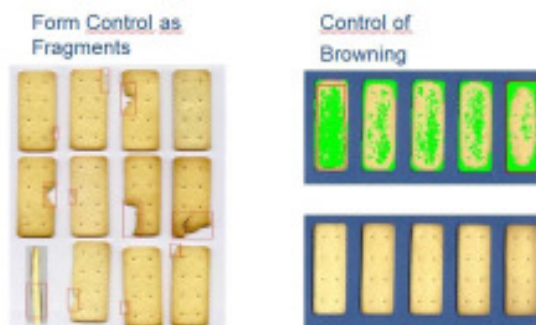 Form Control as
Fragments
Control of
Browning